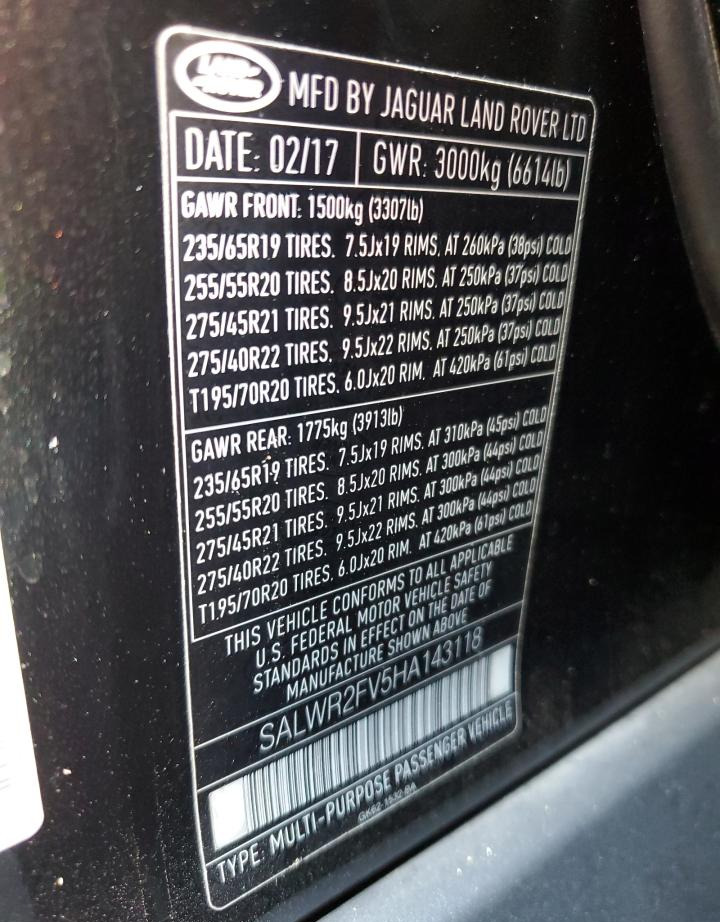 LAND ROVER
MFD BY JAGUAR LAND ROVER LTD
DATE: 02/17 GWR: 3000kg (6614lb)
GAWR FRONT: 1500kg (3307lb)
235/65R19 TIRES. 7.5Jx19 RIMS. AT 260kPa (38psi) COLD
255/55R20 TIRES. 8.5Jx20 RIMS. AT 250kPa (37psi) COLD
275/45R21 TIRES. 9.5Jx21 RIMS. AT 250kPa (37psi) COLD
275/40R22 TIRES. 9.5Jx22 RIMS. AT 250kPa (37psi) COLD
T195/70R20 TIRES. 6.0Jx20 RIM. AT 420kPa (61psi) COLD
GAWR REAR: 1775kg (3913lb)
235/65R19 TIRES. 7.5Jx19 RIMS. AT 310kPa (45psi) COLD
255/55R20 TIRES. 8.5Jx20 RIMS. AT 300kPa (44psi) COLD
275/45R21 TIRES. 9.5Jx21 RIMS. AT 300kPa (44psi) COLD
275/40R22 TIRES. 9.5Jx22 RIMS. AT 300kPa (44psi) COLD
T195/70R20 TIRES. 6.0Jx20 RIM. AT 420kPa (61psi) COLD
THIS VEHICLE CONFORMS TO ALL APPLICABLE
U.S. FEDERAL MOTOR VEHICLE SAFETY
STANDARDS IN EFFECT ON THE DATE OF
MANUFACTURE SHOWN ABOVE
SALWR2FV5HA143118
TYPE: MULTI-PURPOSE PASSENGER VEHICLE